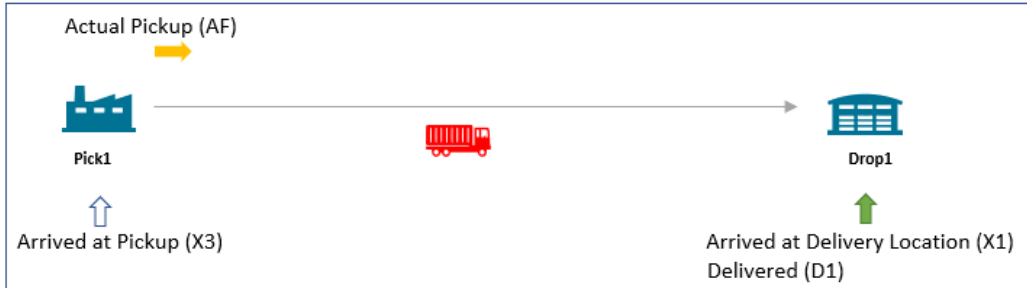 Actual Pickup (AF)
Pick1
Drop1
Arrived at Pickup (X3)
Arrived at Delivery Location (X1)
Delivered (D1)